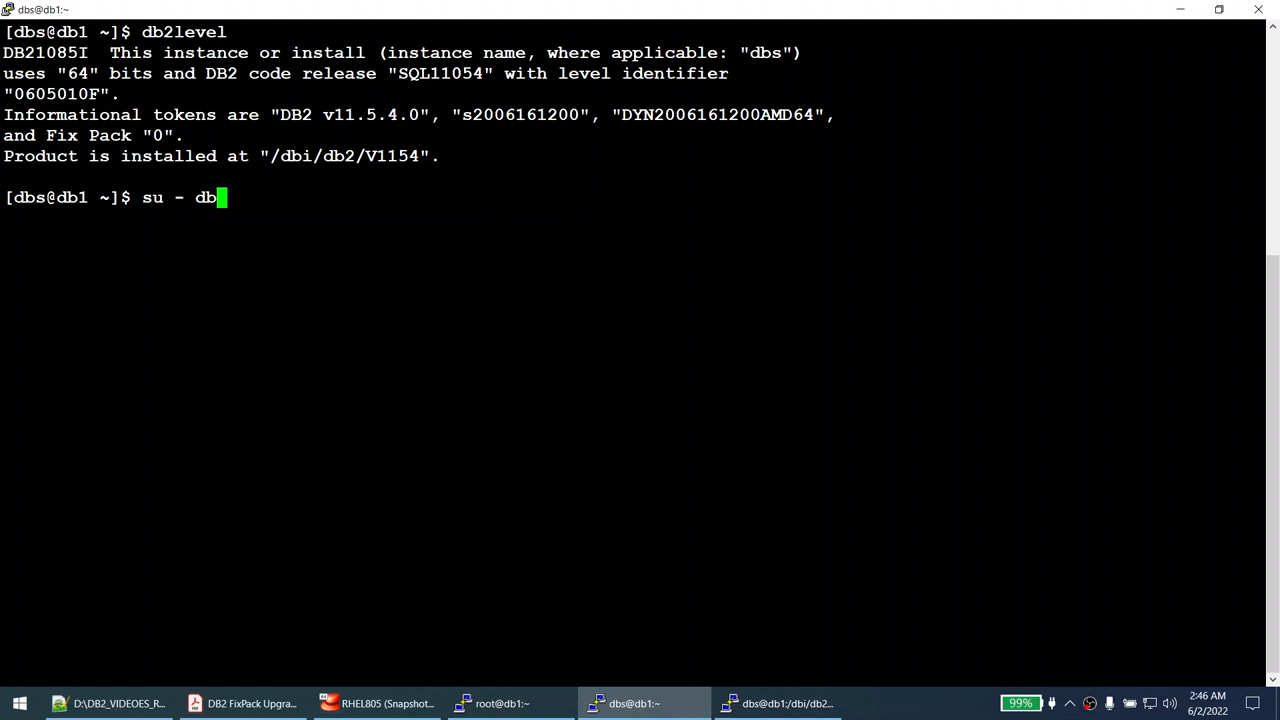 dbs@db1:~
[dbs@db1 ~]$ db2level
DB21085I  This instance or install (instance name, where applicable: "dbs")
uses "64" bits and DB2 code release "SQL11054" with level identifier
"0605010F".
Informational tokens are "DB2 v11.5.4.0", "s2006161200", "DYN2006161200AMD64",
and Fix Pack "0".
Product is installed at "/dbi/db2/V1154".
[dbs@db1 ~]$ su - db
D:\DB2_VIDEOES_R... DB2 FixPack Upgra... RHEL805 (Snapshot... root@db1:~ dbs@db1:~ dbs@db1:/dbi/db2... 99% 2:46 AM
6/2/2022